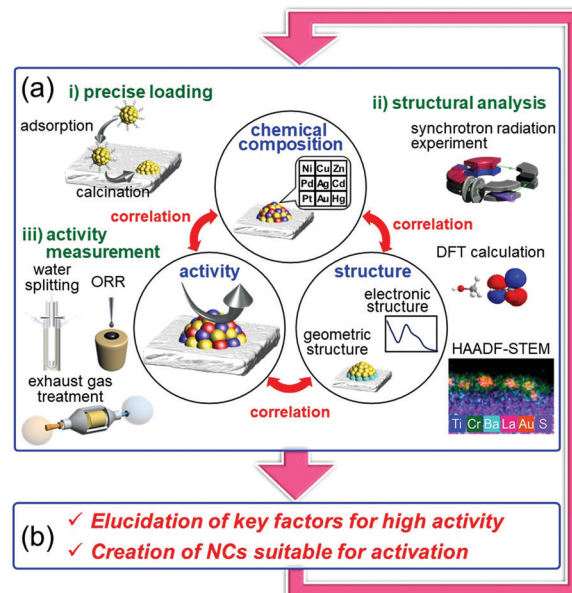 (a)
i) precise loading
adsorption
calcination
chemical
composition
Ni Cu Zn
Pd Ag Cd
Pt Au Hg
ii) structural analysis
synchrotron radiation
experiment
correlation
correlation
iii) activity
measurement
water
splitting
ORR
exhaust gas
treatment
activity
structure
electronic
structure
geometric
structure
DFT calculation
HAADF-STEM
Ti Cr Ba La Au S
correlation
(b)
✓ Elucidation of key factors for high activity
✓ Creation of NCs suitable for activation